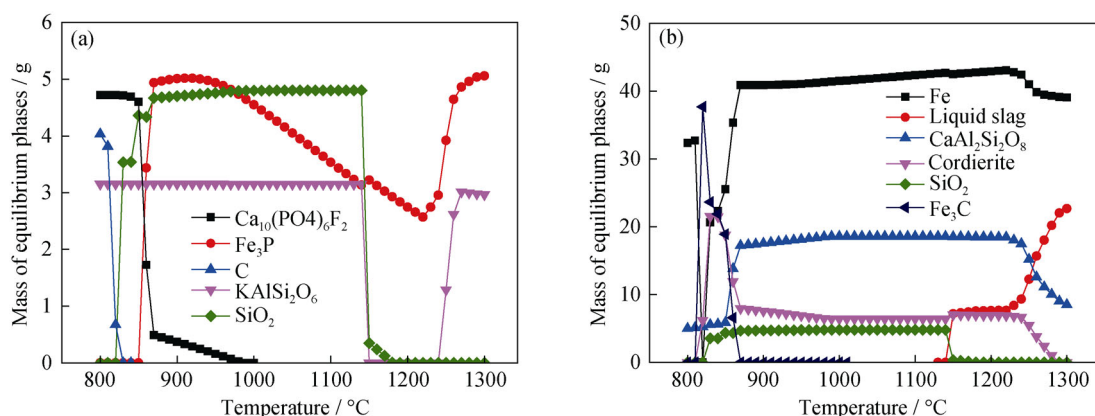 (a)
Mass of equilibrium phases / g
6
5
4
3
2
1
0
Ca₁₀(PO4)₆F₂
Fe₃P
C
KAlSi₂O₆
SiO₂
800 900 1000 1100 1200 1300
Temperature / °C
(b)
Mass of equilibrium phases / g
50
40
30
20
10
0
Fe
Liquid slag
CaAl₂Si₂O₈
Cordierite
SiO₂
Fe₃C
800 900 1000 1100 1200 1300
Temperature / °C